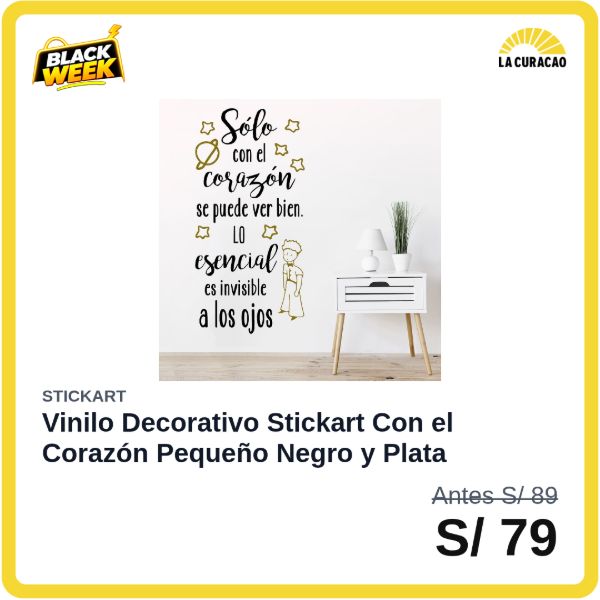 BLACK
WEEK
LA CURACAO
Sólo
con el
corazón
se puede ver bien.
LO
esencial
es invisible
a los ojos
STICKART
Vinilo Decorativo Stickart Con el
Corazón Pequeño Negro y Plata
Antes S/ 89
S/ 79